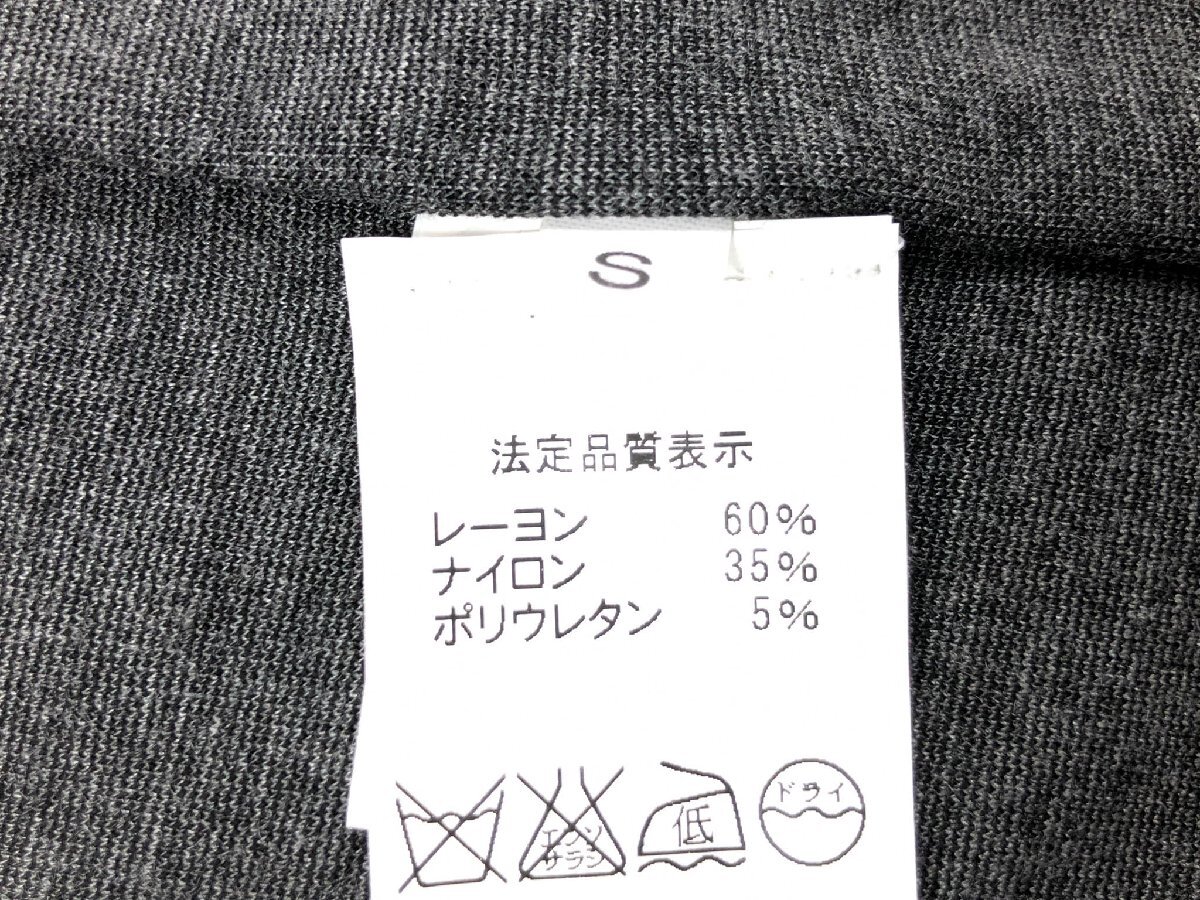 S
法定品質表示
レーヨン 60%
ナイロン 35%
ポリウレタン 5%
エンソ
サラシ
低
ドライ